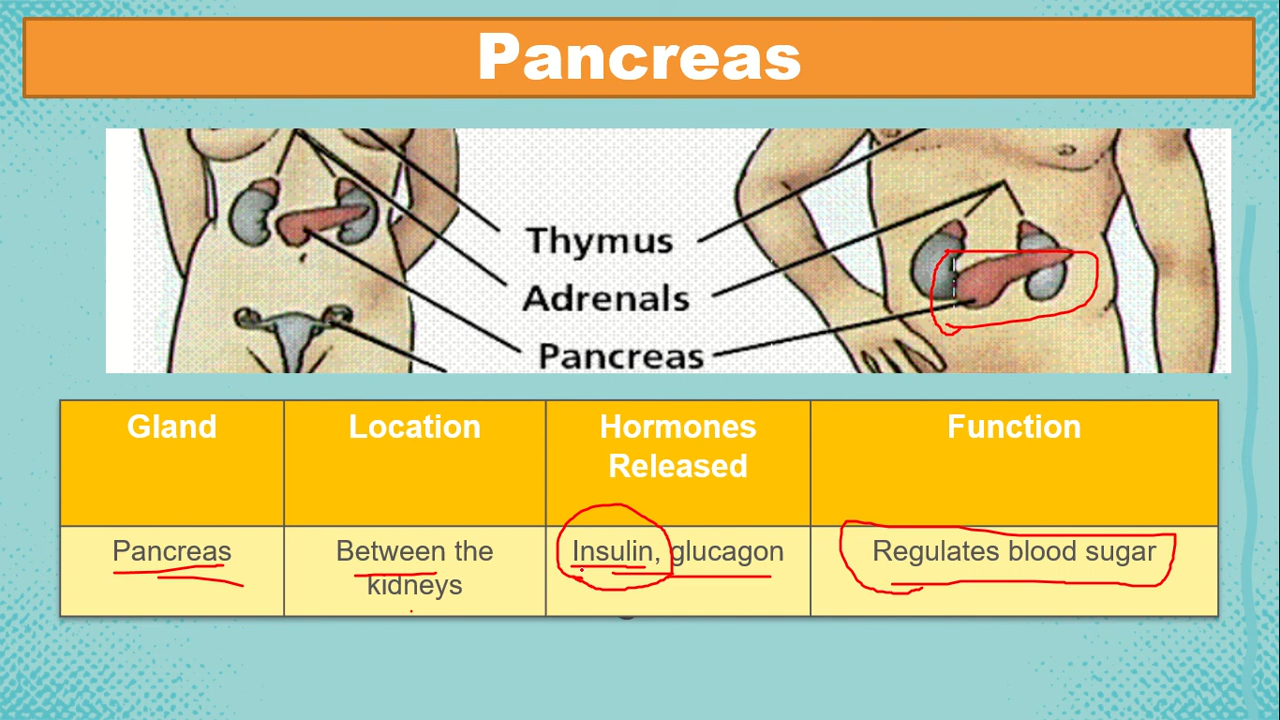 Pancreas
Thymus
Adrenals
Pancreas
Gland
Location
Hormones
Released
Function
Pancreas
Between the
kidneys
Insulin, glucagon
Regulates blood sugar